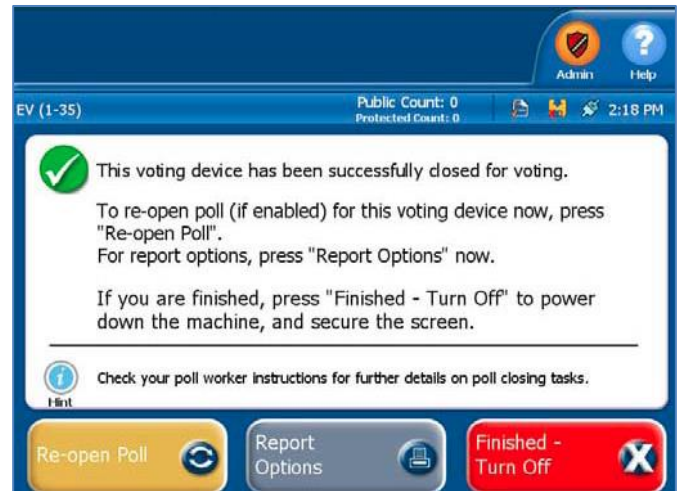 Admin
Help
EV (1-35)
Public Count: 0
Protected Count: 0
2:18 PM
This voting device has been successfully closed for voting.
To re-open poll (if enabled) for this voting device now, press
"Re-open Poll".
For report options, press "Report Options" now.
If you are finished, press "Finished - Turn Off" to power
down the machine, and secure the screen.
Hint
Check your poll worker instructions for further details on poll closing tasks.
Re-open Poll
Report
Options
Finished -
Turn Off